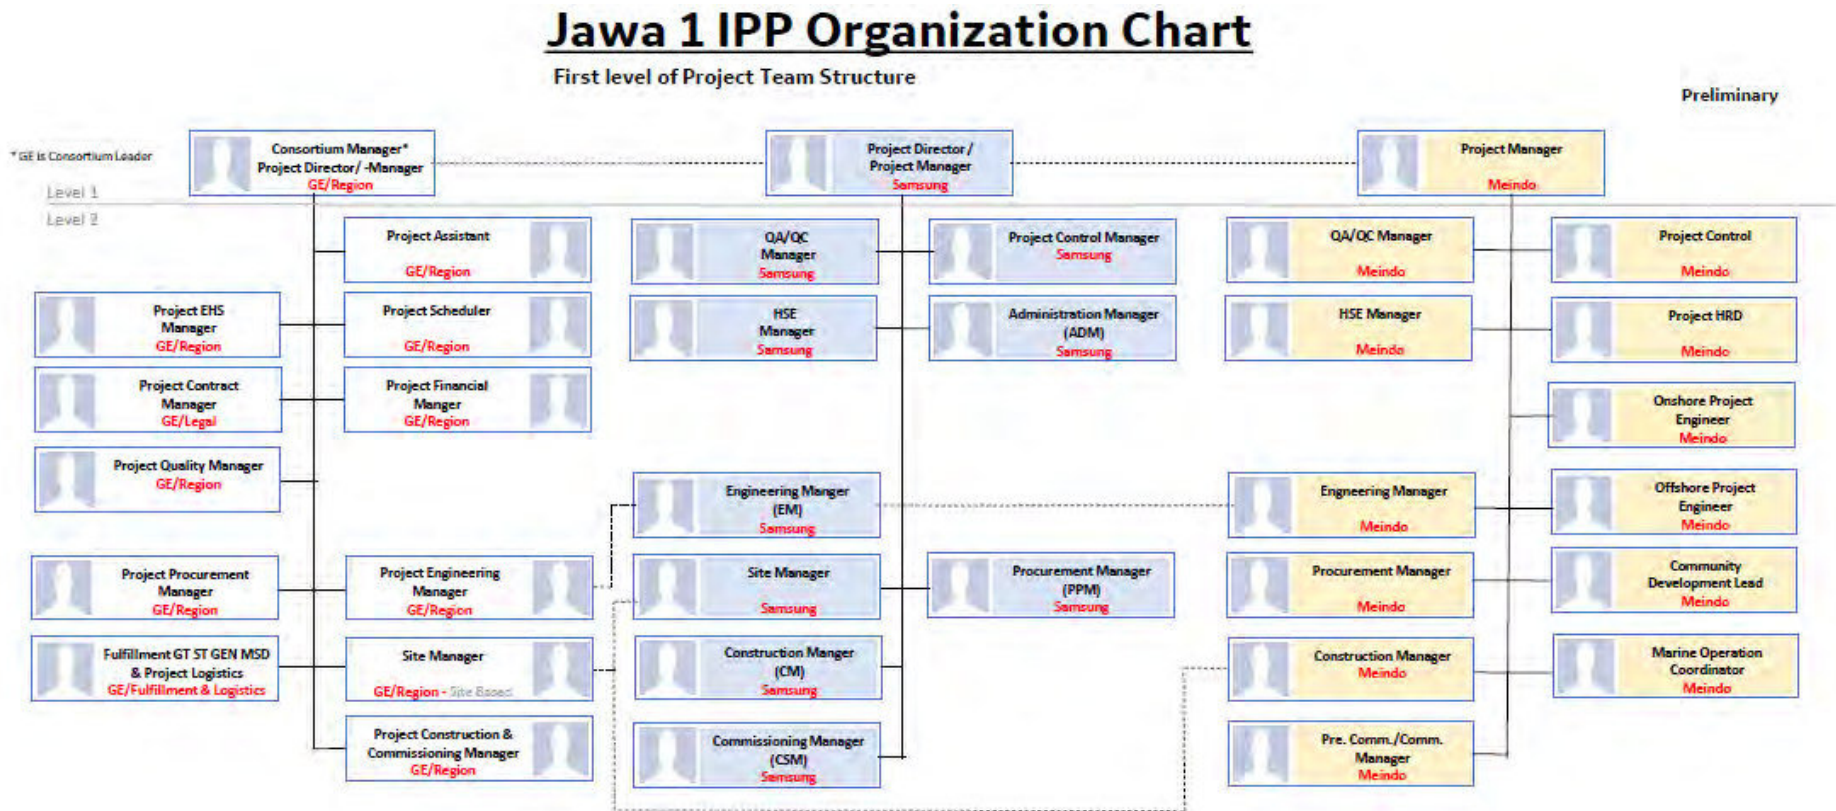 Jawa 1 IPP Organization Chart
First level of Project Team Structure
Preliminary
* GE is Consortium Leader
Consortium Manager*
Project Director/ -Manager
GE/Region
Project Director /
Project Manager
Samsung
Project Manager
Meindo
Level 1
Level 2
Project Assistant
GE/Region
Project EHS
Manager
GE/Region
Project Scheduler
GE/Region
Project Contract
Manager
GE/Legal
Project Financial
Manger
GE/Region
Project Quality Manager
GE/Region
Project Procurement
Manager
GE/Region
Project Engineering
Manager
GE/Region
Fulfillment GT ST GEN MSD
& Project Logistics
GE/Fulfillment & Logistics
Site Manager
GE/Region - Site Based
Project Construction &
Commissioning Manager
GE/Region
QA/QC
Manager
Samsung
Project Control Manager
Samsung
HSE
Manager
Samsung
Administration Manager
(ADM)
Samsung
Engineering Manger
(EM)
Samsung
Site Manager
Samsung
Procurement Manager
(PPM)
Samsung
Construction Manger
(CM)
Samsung
Commissioning Manager
(CSM)
Samsung
QA/QC Manager
Meindo
Project Control
Meindo
HSE Manager
Meindo
Project HRD
Meindo
Onshore Project
Engineer
Meindo
Engneering Manager
Meindo
Offshore Project
Engineer
Meindo
Procurement Manager
Meindo
Community
Development Lead
Meindo
Construction Manager
Meindo
Marine Operation
Coordinator
Meindo
Pre. Comm./Comm.
Manager
Meindo